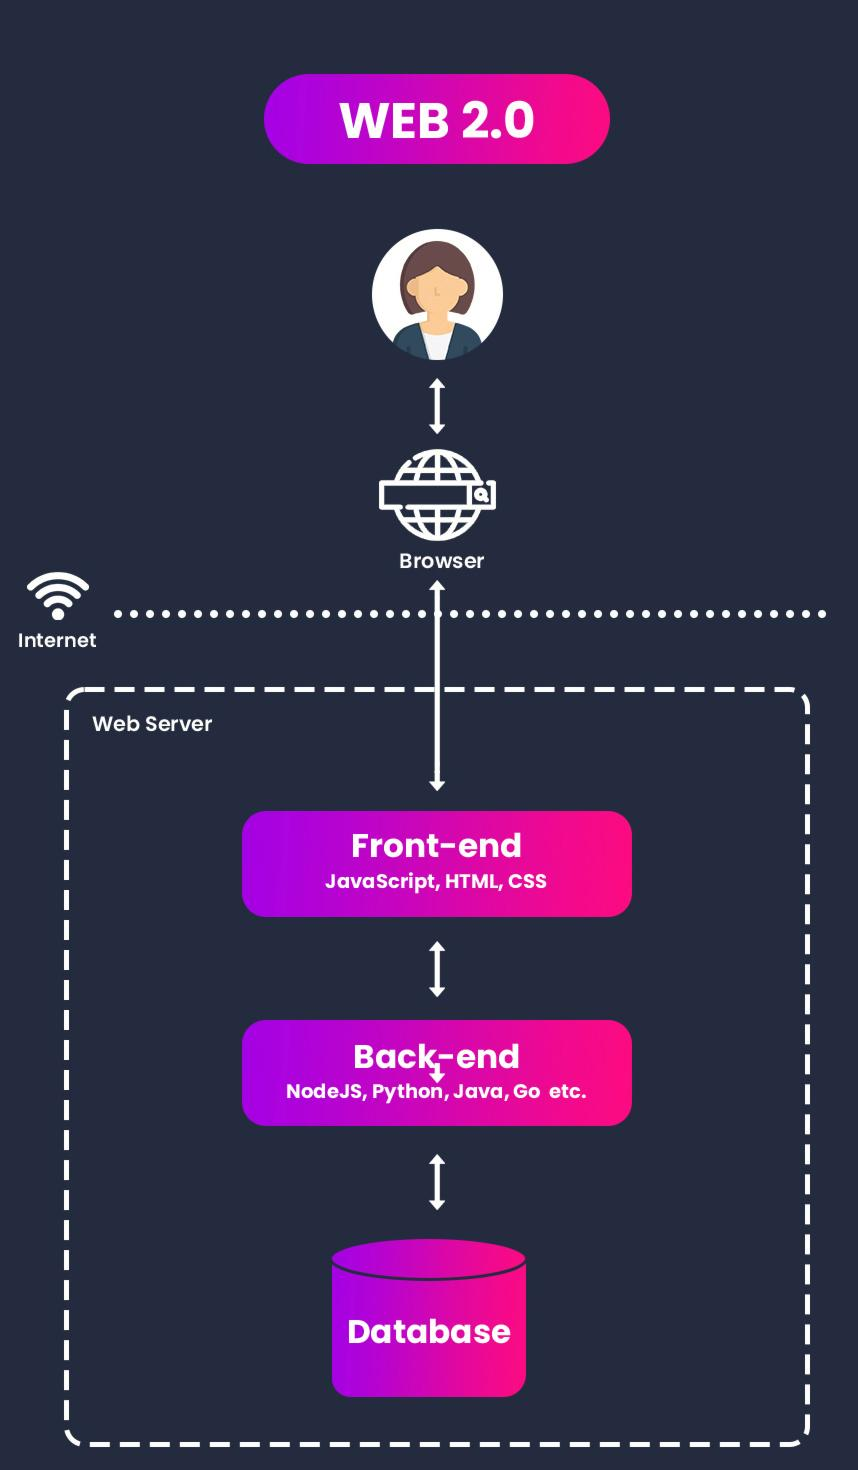 WEB 2.0
Browser
Internet
Web Server
Front-end
JavaScript, HTML, CSS
Back-end
NodeJS, Python, Java, Go etc.
Database